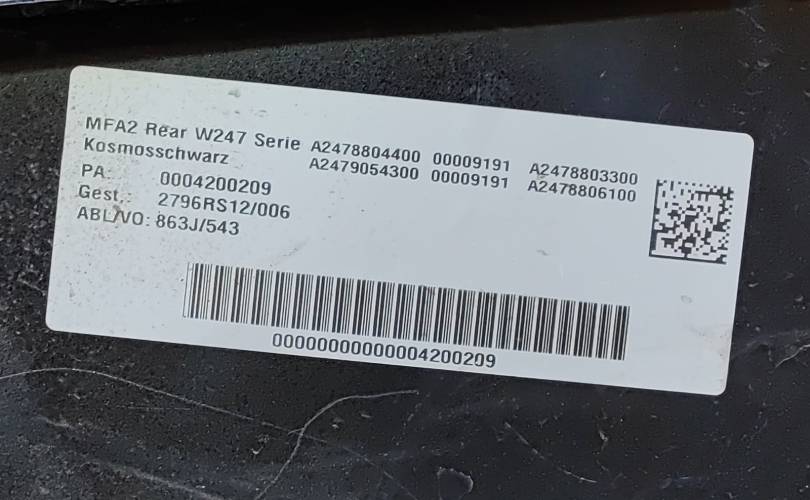 MFA2 Rear W247 Serie A2478804400 00009191 A2478803300
Kosmosschwarz A2479054300 00009191 A2478806100
PA: 0004200209
Gest.: 2796RS12/006
ABL/VO: 863J/543
00000000000004200209